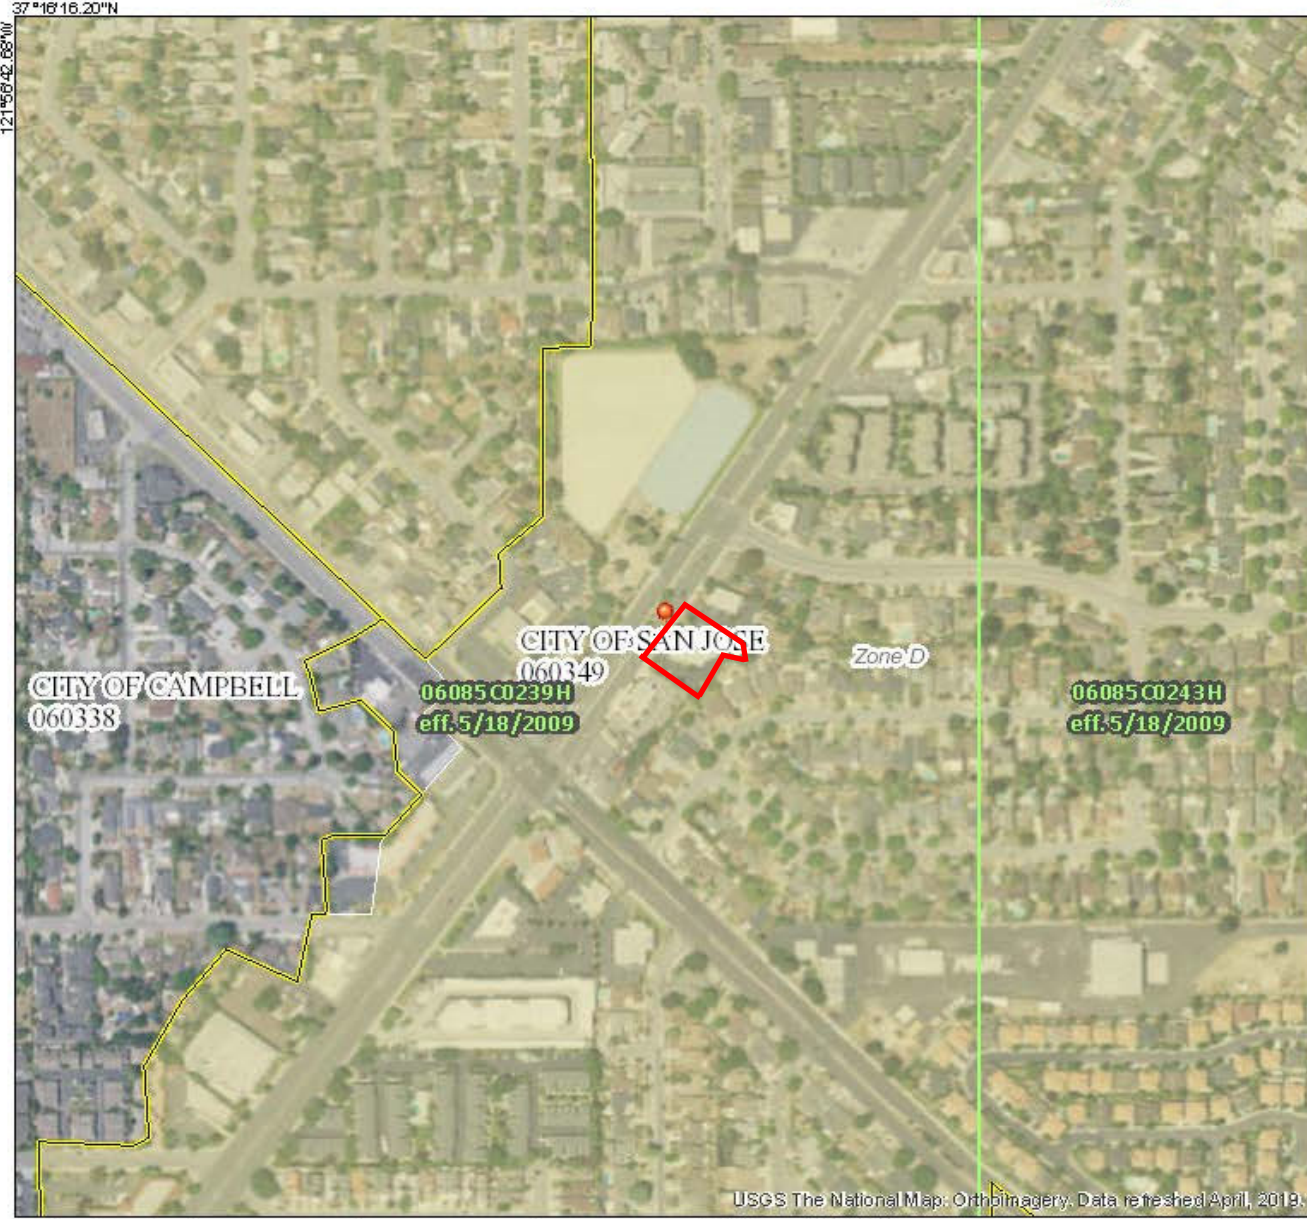 37°16'16.20"N
121°56'42.68"W
CITY OF SAN JOSE
060349
Zone D
CITY OF CAMPBELL
060338
06085C0239H
eff. 5/18/2009
06085C0243H
eff. 5/18/2009
USGS The National Map: Orthoimagery. Data refreshed April, 2019.